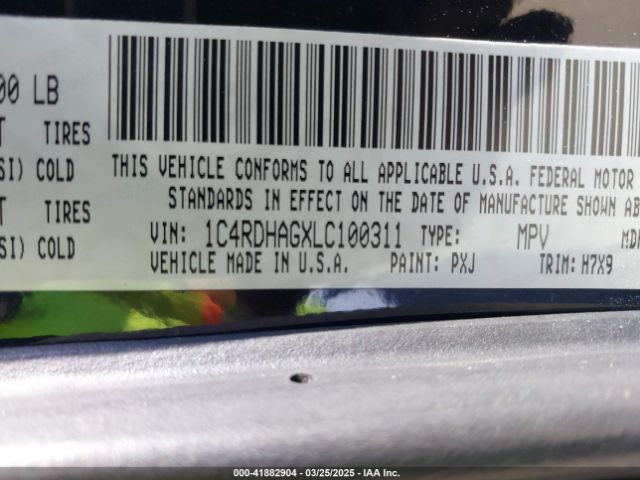 00 LB
T TIRES
SI) COLD
T TIRES
SI) COLD
THIS VEHICLE CONFORMS TO ALL APPLICABLE U.S.A. FEDERAL MOTOR
STANDARDS IN EFFECT ON THE DATE OF MANUFACTURE SHOWN AB
VIN: 1C4RDHAGXLC100311 TYPE: MPV MD
VEHICLE MADE IN U.S.A. PAINT: PXJ TRIM: H7X9
000-41882904 — 03/25/2025 — IAA Inc.